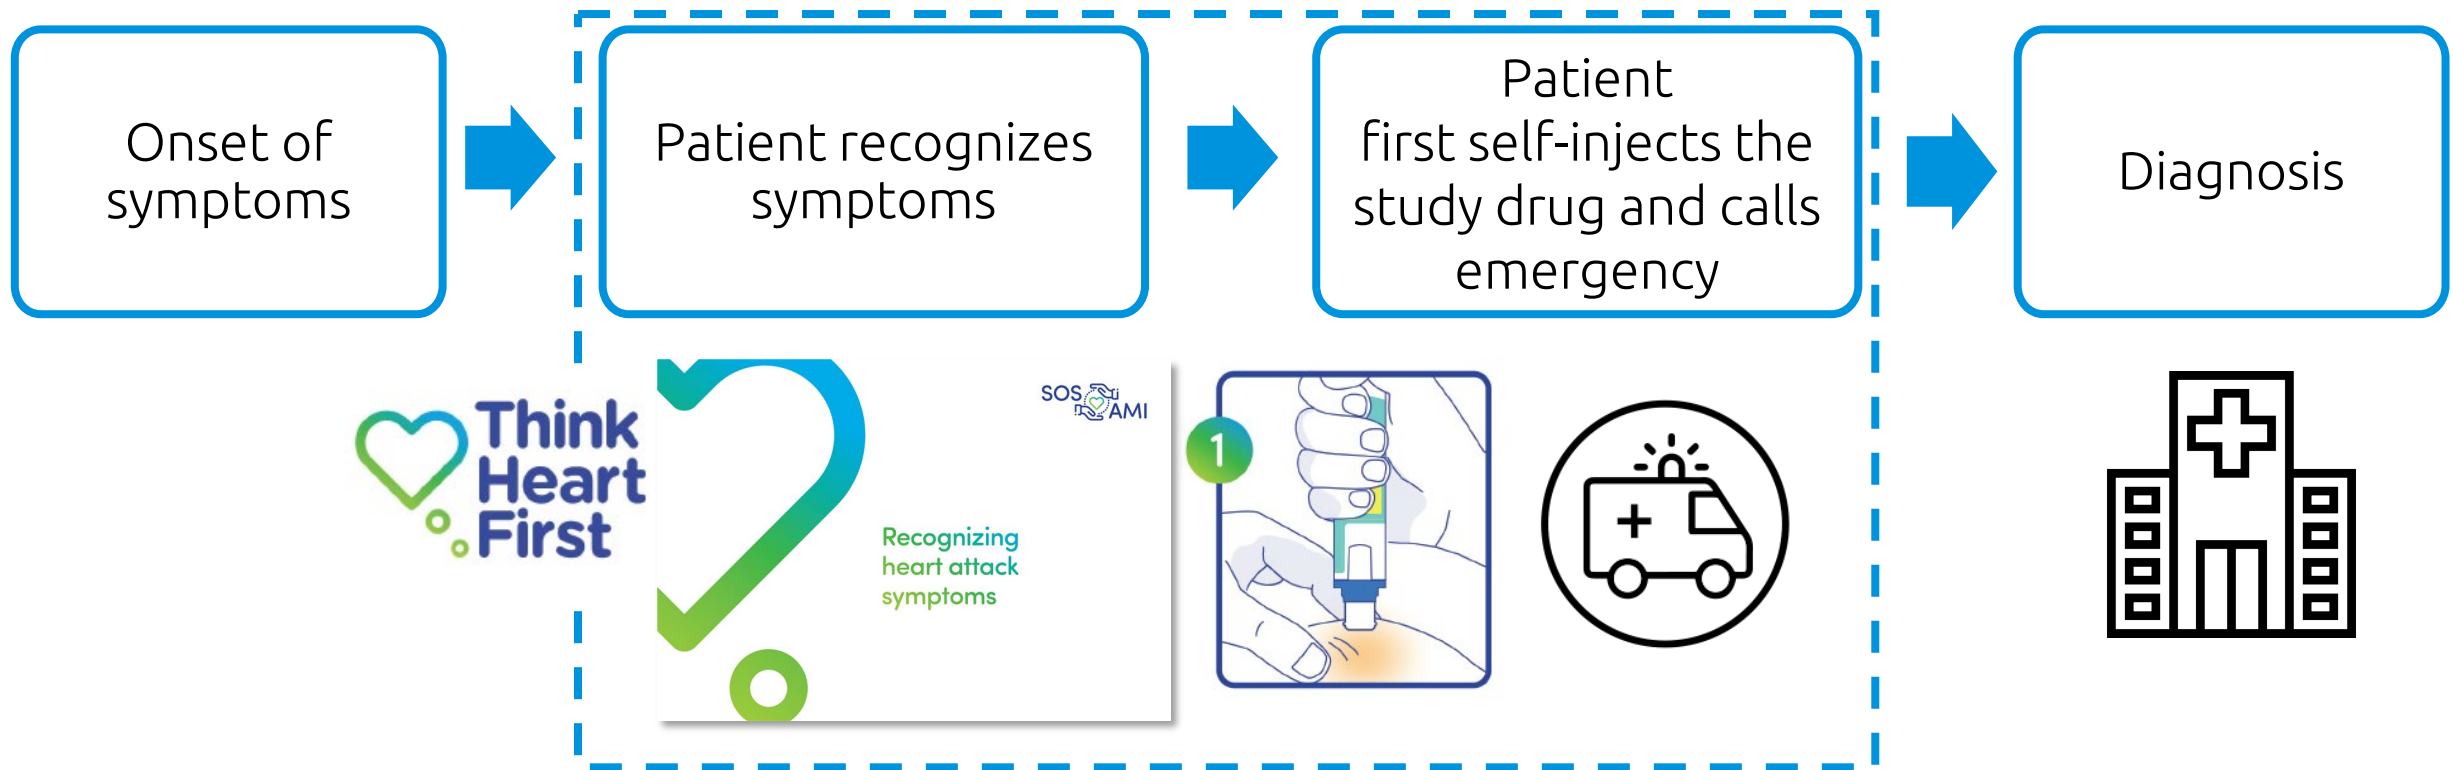 Onset of
symptoms
Patient recognizes
symptoms
Patient
first self-injects the
study drug and calls
emergency
Diagnosis
Think
Heart
First
SOS
AMI
Recognizing
heart attack
symptoms
1